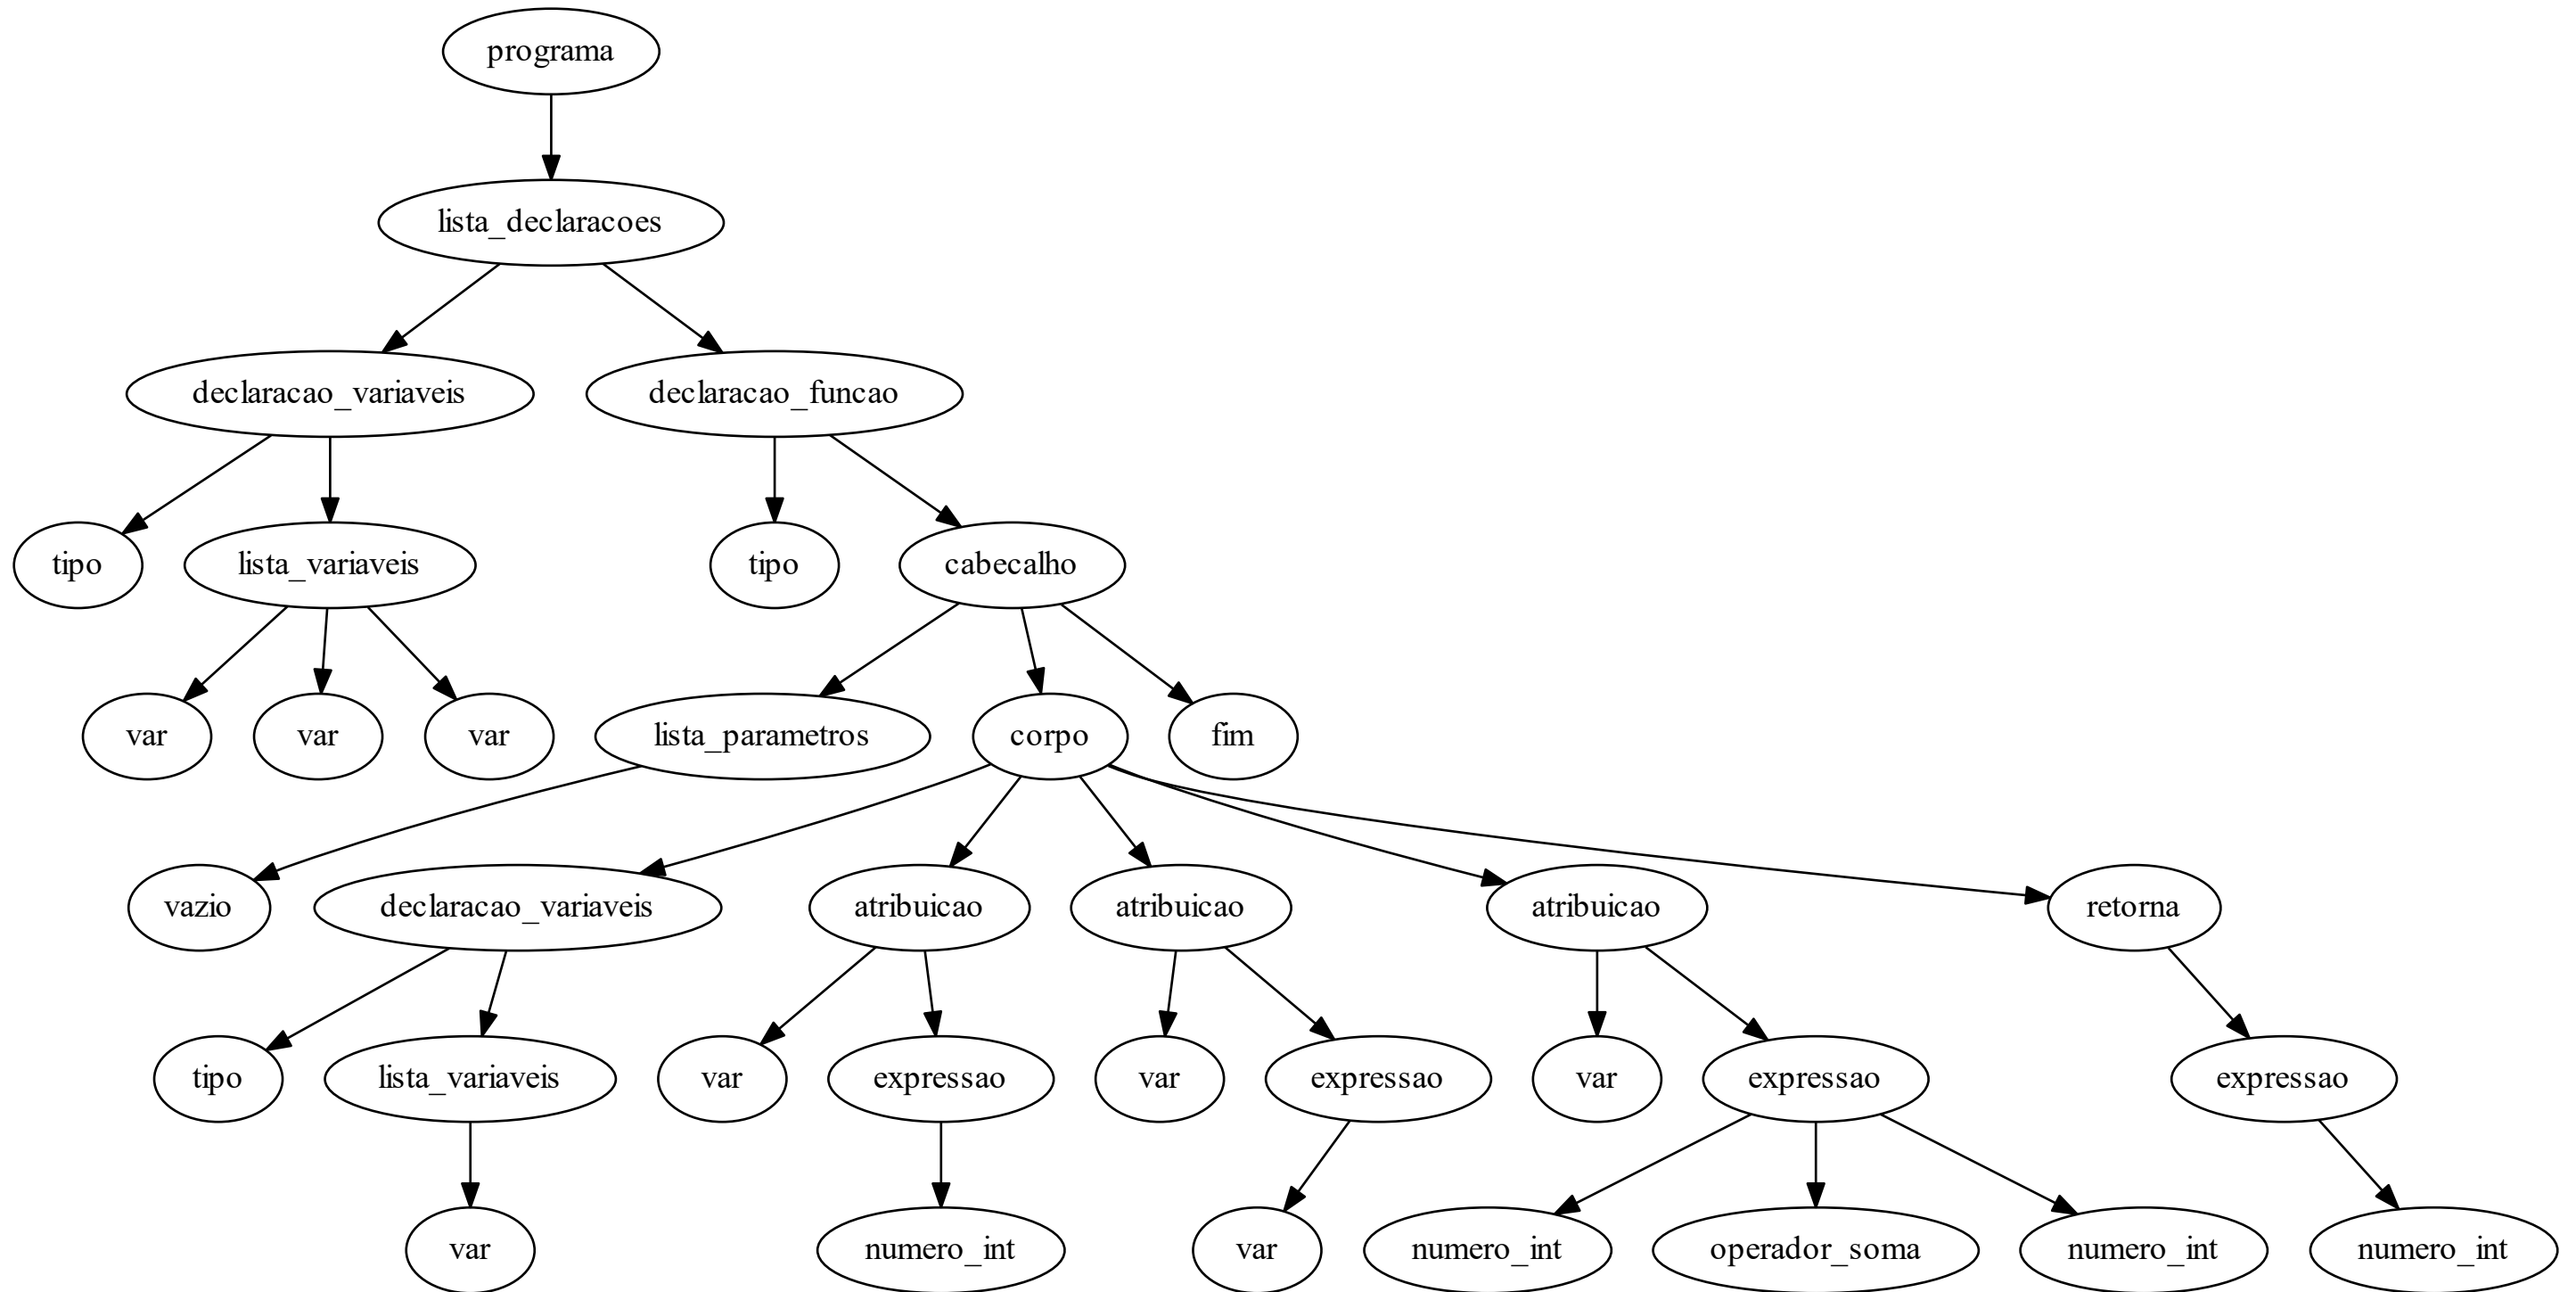 programa
lista_declaracoes
declaracao_variaveis
declaracao_funcao
tipo
lista_variaveis
tipo
cabecalho
var
var
var
lista_parametros
corpo
fim
vazio
declaracao_variaveis
atribuicao
atribuicao
atribuicao
retorna
tipo
lista_variaveis
var
expressao
var
expressao
var
expressao
expressao
var
numero_int
var
numero_int
operador_soma
numero_int
numero_int